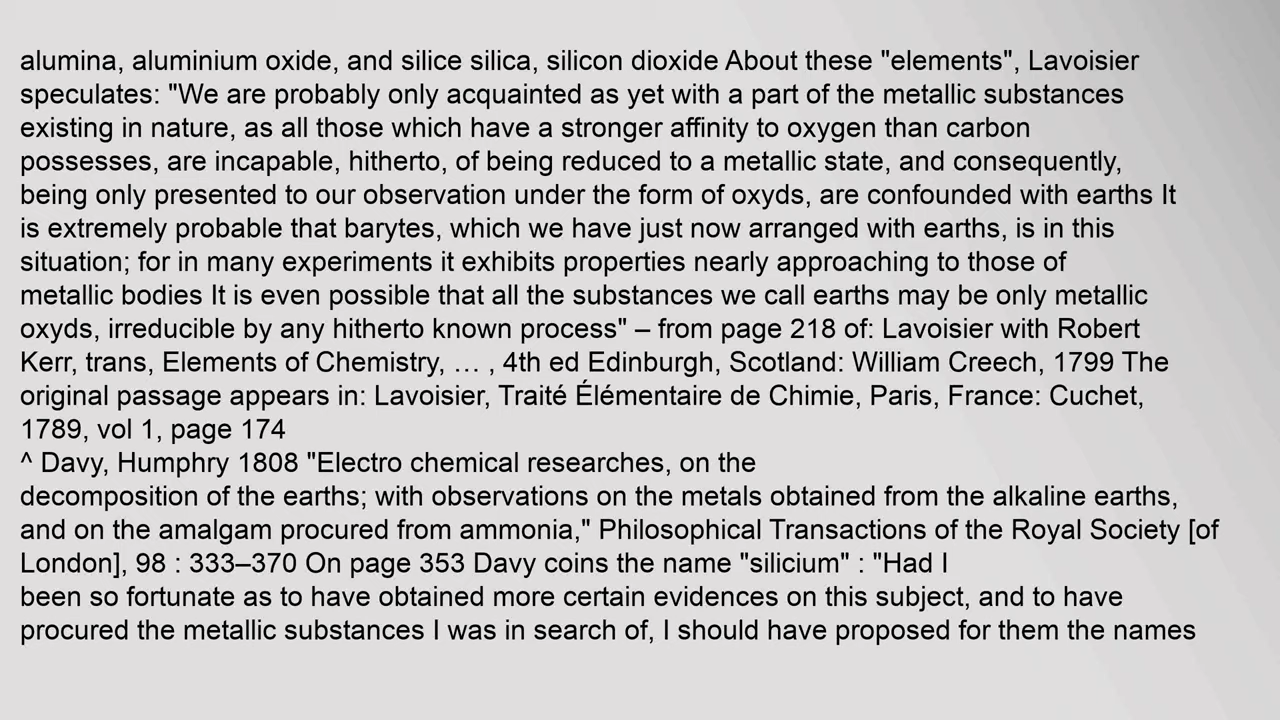 alumina, aluminium oxide, and silice silica, silicon dioxide About these "elements", Lavoisier
speculates: "We are probably only acquainted as yet with a part of the metallic substances
existing in nature, as all those which have a stronger affinity to oxygen than carbon
possesses, are incapable, hitherto, of being reduced to a metallic state, and consequently,
being only presented to our observation under the form of oxyds, are confounded with earths It
is extremely probable that barytes, which we have just now arranged with earths, is in this
situation; for in many experiments it exhibits properties nearly approaching to those of
metallic bodies It is even possible that all the substances we call earths may be only metallic
oxyds, irreducible by any hitherto known process" – from page 218 of: Lavoisier with Robert
Kerr, trans, Elements of Chemistry, … , 4th ed Edinburgh, Scotland: William Creech, 1799 The
original passage appears in: Lavoisier, Traité Élémentaire de Chimie, Paris, France: Cuchet,
1789, vol 1, page 174
^ Davy, Humphry 1808 "Electro chemical researches, on the
decomposition of the earths; with observations on the metals obtained from the alkaline earths,
and on the amalgam procured from ammonia," Philosophical Transactions of the Royal Society [of
London], 98 : 333–370 On page 353 Davy coins the name "silicium" : "Had I
been so fortunate as to have obtained more certain evidences on this subject, and to have
procured the metallic substances I was in search of, I should have proposed for them the names